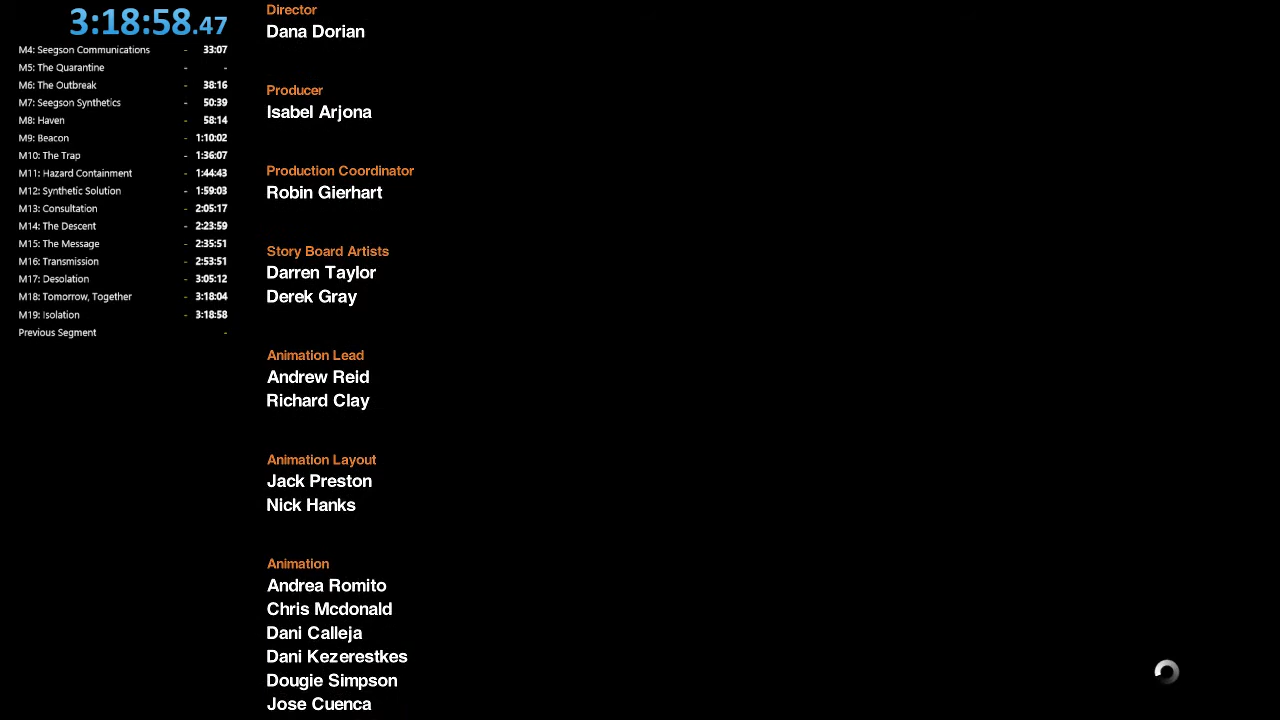 3:18:58.47
M4: Seegson Communications - 33:07
M5: The Quarantine - -
M6: The Outbreak - 38:16
M7: Seegson Synthetics - 50:39
M8: Haven - 58:14
M9: Beacon - 1:10:02
M10: The Trap - 1:36:07
M11: Hazard Containment - 1:44:43
M12: Synthetic Solution - 1:59:03
M13: Consultation - 2:05:17
M14: The Descent - 2:23:59
M15: The Message - 2:35:51
M16: Transmission - 2:53:51
M17: Desolation - 3:05:12
M18: Tomorrow, Together - 3:18:04
M19: Isolation - 3:18:58
Previous Segment -
Director
Dana Dorian
Producer
Isabel Arjona
Production Coordinator
Robin Gierhart
Story Board Artists
Darren Taylor
Derek Gray
Animation Lead
Andrew Reid
Richard Clay
Animation Layout
Jack Preston
Nick Hanks
Animation
Andrea Romito
Chris Mcdonald
Dani Calleja
Dani Kezerestkes
Dougie Simpson
Jose Cuenca